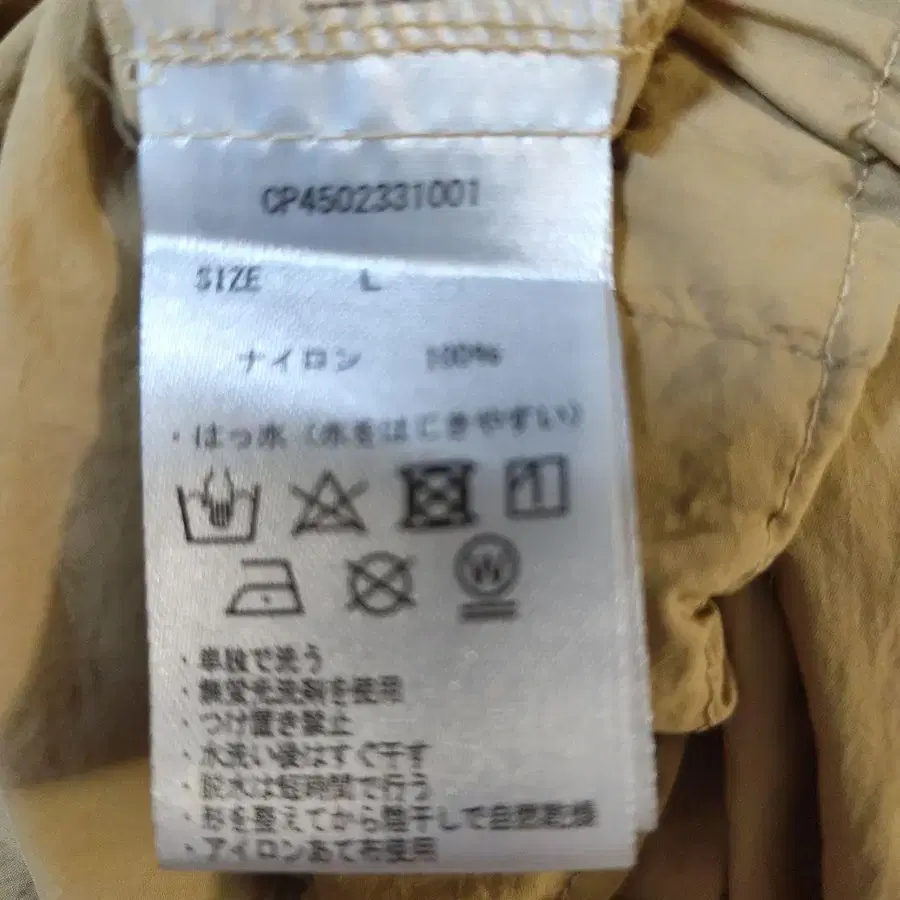 CP4502331001
SIZE L
ナイロン 100%
・はっ水（水をはじきやすい）
W
・単独で洗う
・無蛍光洗剤を使用
・つけ置き禁止
・水洗い後はすぐ干す
・脱水は短時間で行う
・形を整えてから陰干しで自然乾燥
・アイロンあて布使用